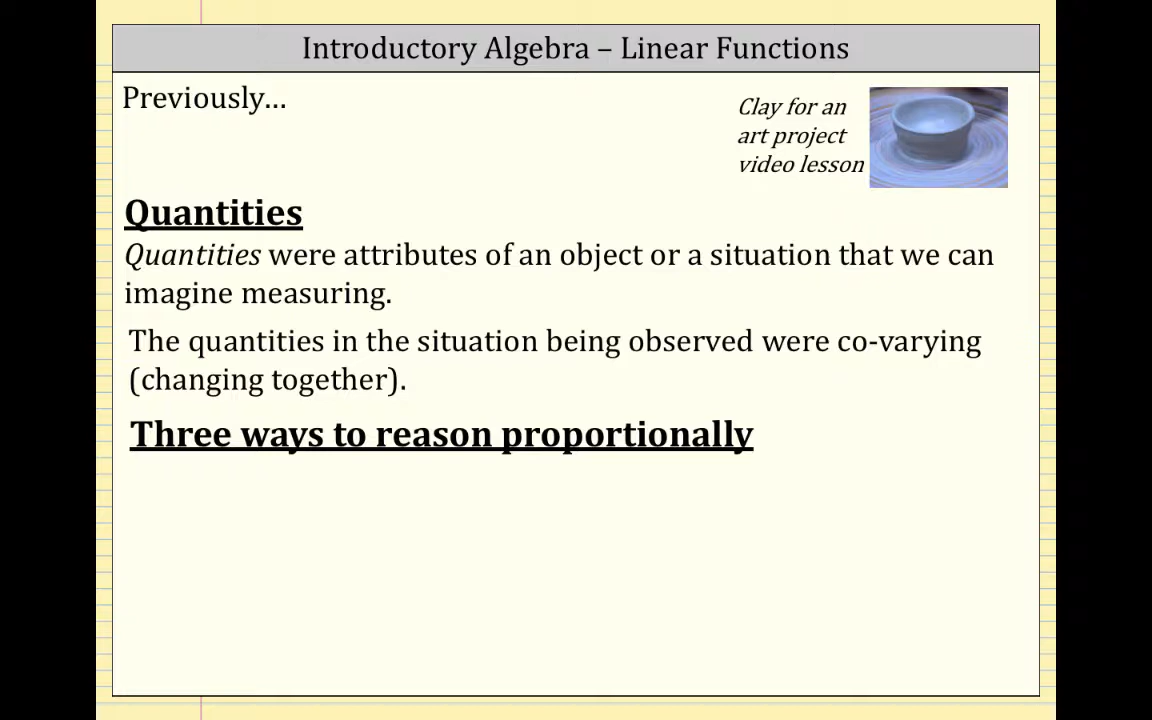 Introductory Algebra – Linear Functions
Previously...
Clay for an
art project
video lesson
Quantities
Quantities were attributes of an object or a situation that we can
imagine measuring.
The quantities in the situation being observed were co-varying
(changing together).
Three ways to reason proportionally